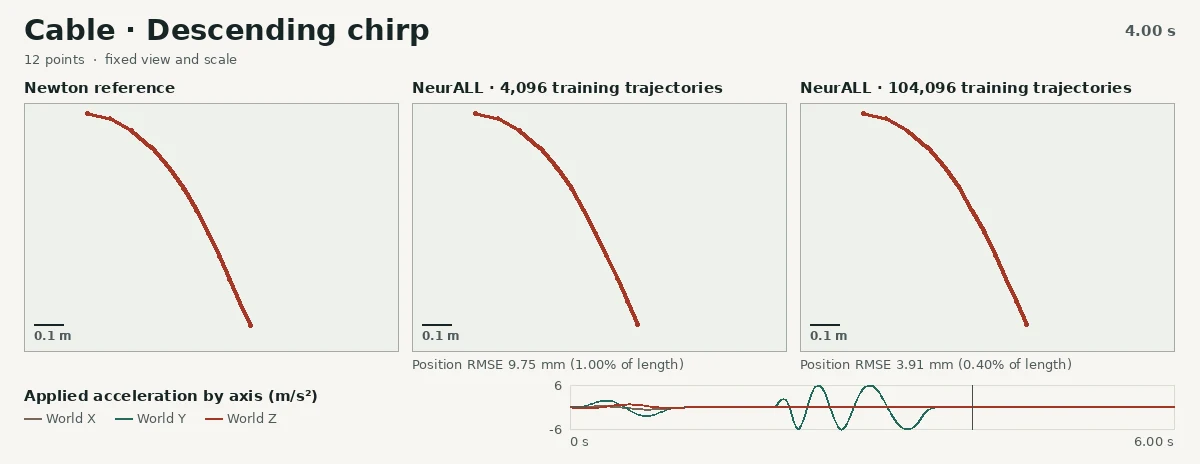 Cable · Descending chirp
4.00 s
12 points · fixed view and scale
Newton reference
NeurALL · 4,096 training trajectories
NeurALL · 104,096 training trajectories
0.1 m
0.1 m
0.1 m
Position RMSE 9.75 mm (1.00% of length)
Position RMSE 3.91 mm (0.40% of length)
Applied acceleration by axis (m/s²)
World X
World Y
World Z
6
-6
0 s
6.00 s